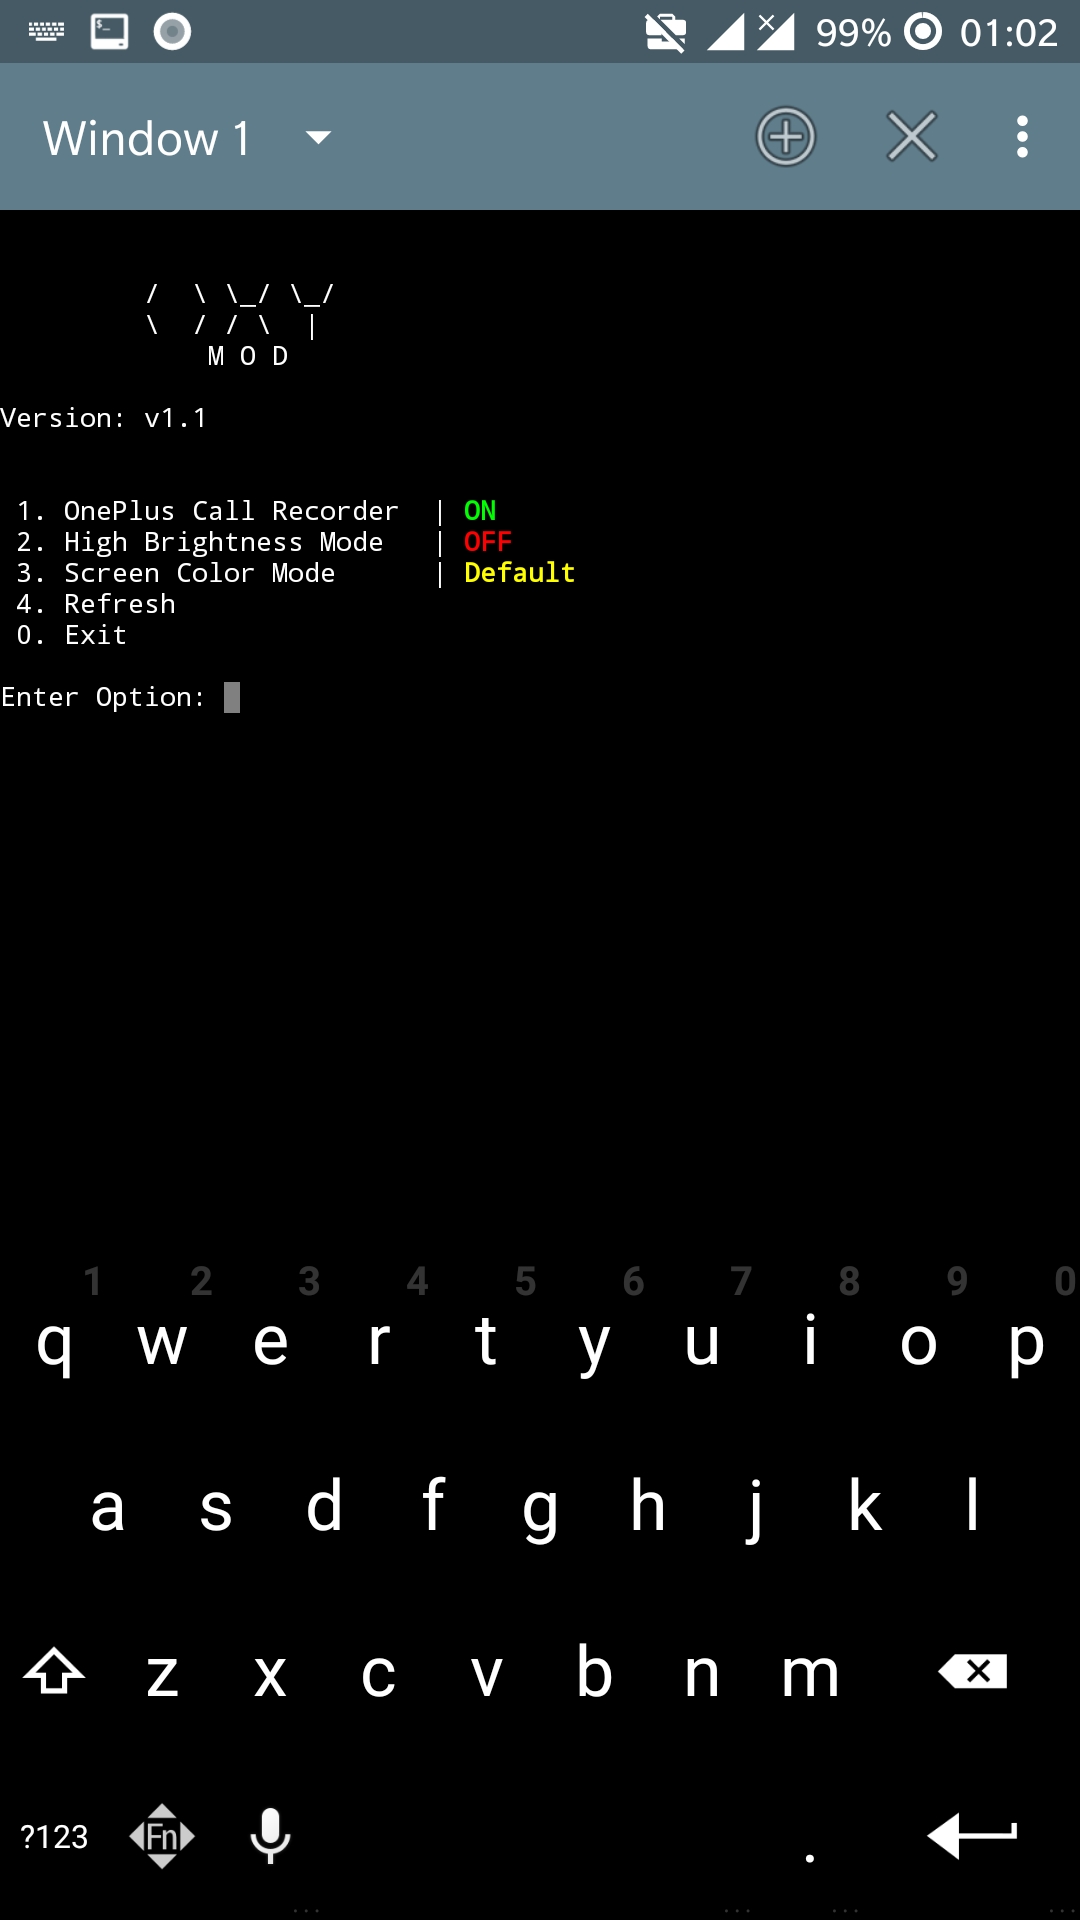 99% 01:02
Window 1
/  \ \_/ \_/
\  / / \  |
M O D
Version: v1.1
1. OnePlus Call Recorder | ON
2. High Brightness Mode | OFF
3. Screen Color Mode | Default
4. Refresh
0. Exit
Enter Option:
1 2 3 4 5 6 7 8 9 0
q w e r t y u i o p
a s d f g h j k l
z x c v b n m
?123 Fn .